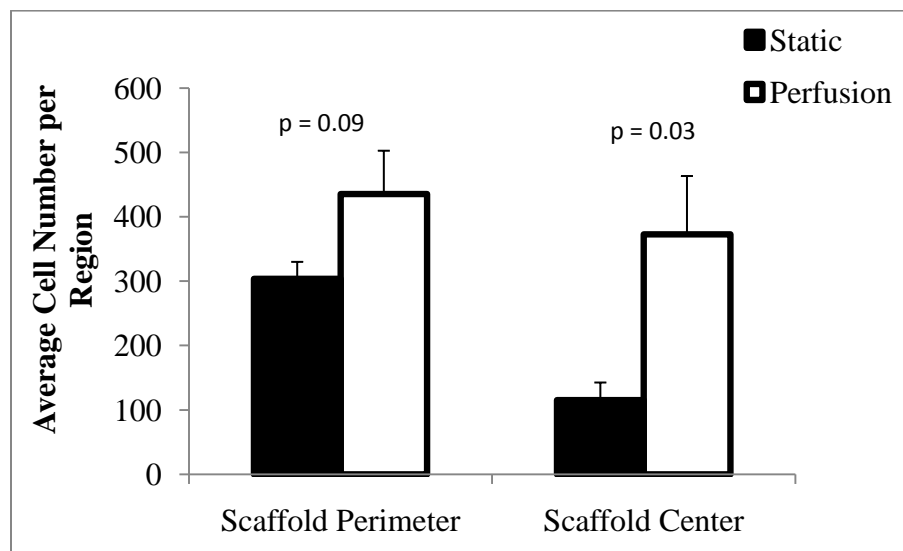 Static
Perfusion
Average Cell Number per
Region
600
500
400
300
200
100
0
p = 0.09
p = 0.03
Scaffold Perimeter
Scaffold Center